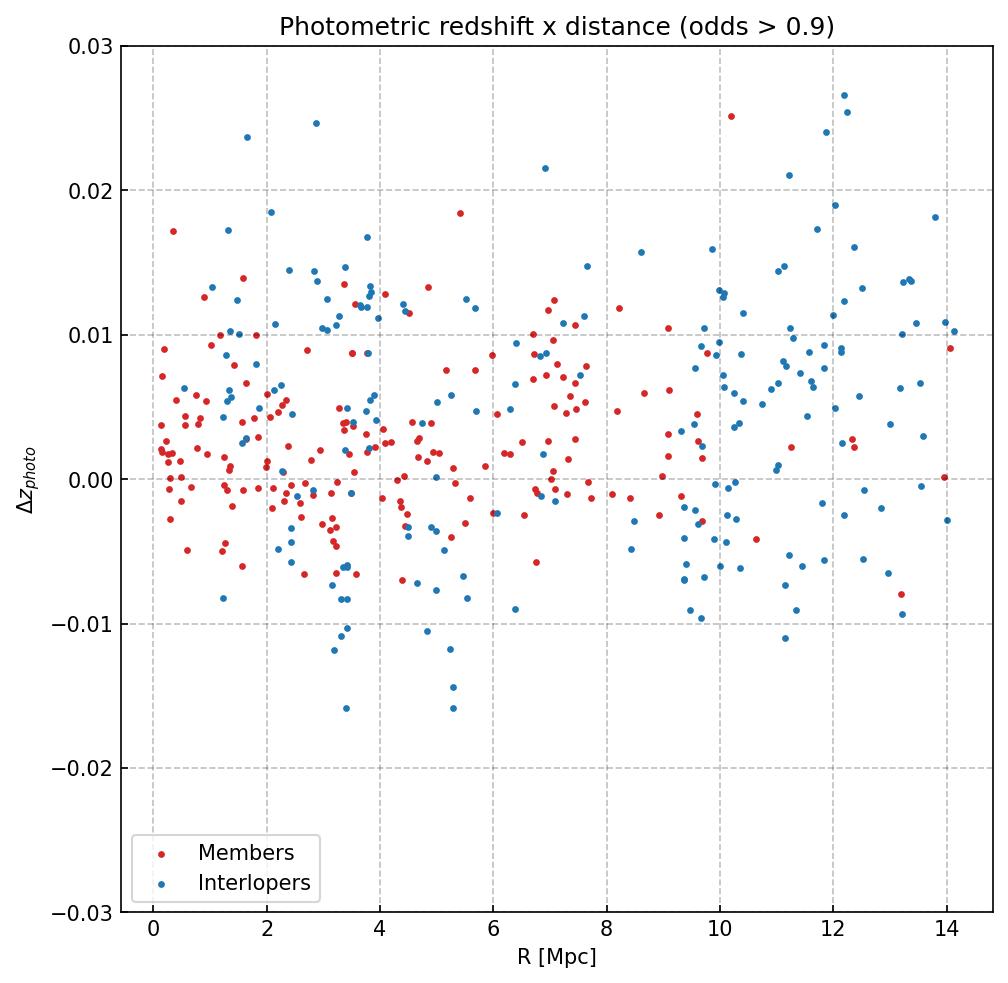 Photometric redshift x distance (odds > 0.9)
0.03
0.02
0.01
0.00
−0.01
−0.02
−0.03
Δz_photo
Members
Interlopers
0 2 4 6 8 10 12 14
R [Mpc]